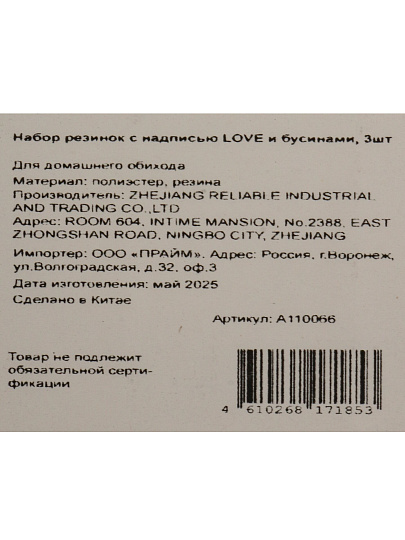 Набор резинок с надписью LOVE и бусинами, 3шт
Для домашнего обихода
Материал: полиэстер, резина
Производитель: ZHEJIANG RELIABLE INDUSTRIAL
AND TRADING CO.,LTD
Адрес: ROOM 604, INTIME MANSION, No.2388, EAST
ZHONGSHAN ROAD, NINGBO CITY, ZHEJIANG
Импортер: ООО «ПРАЙМ». Адрес: Россия, г.Воронеж,
ул.Волгоградская, д.32, оф.3
Дата изготовления: май 2025
Сделано в Китае
Артикул: A110066
Товар не подлежит
обязательной серти-
фикации
4 610268 171853